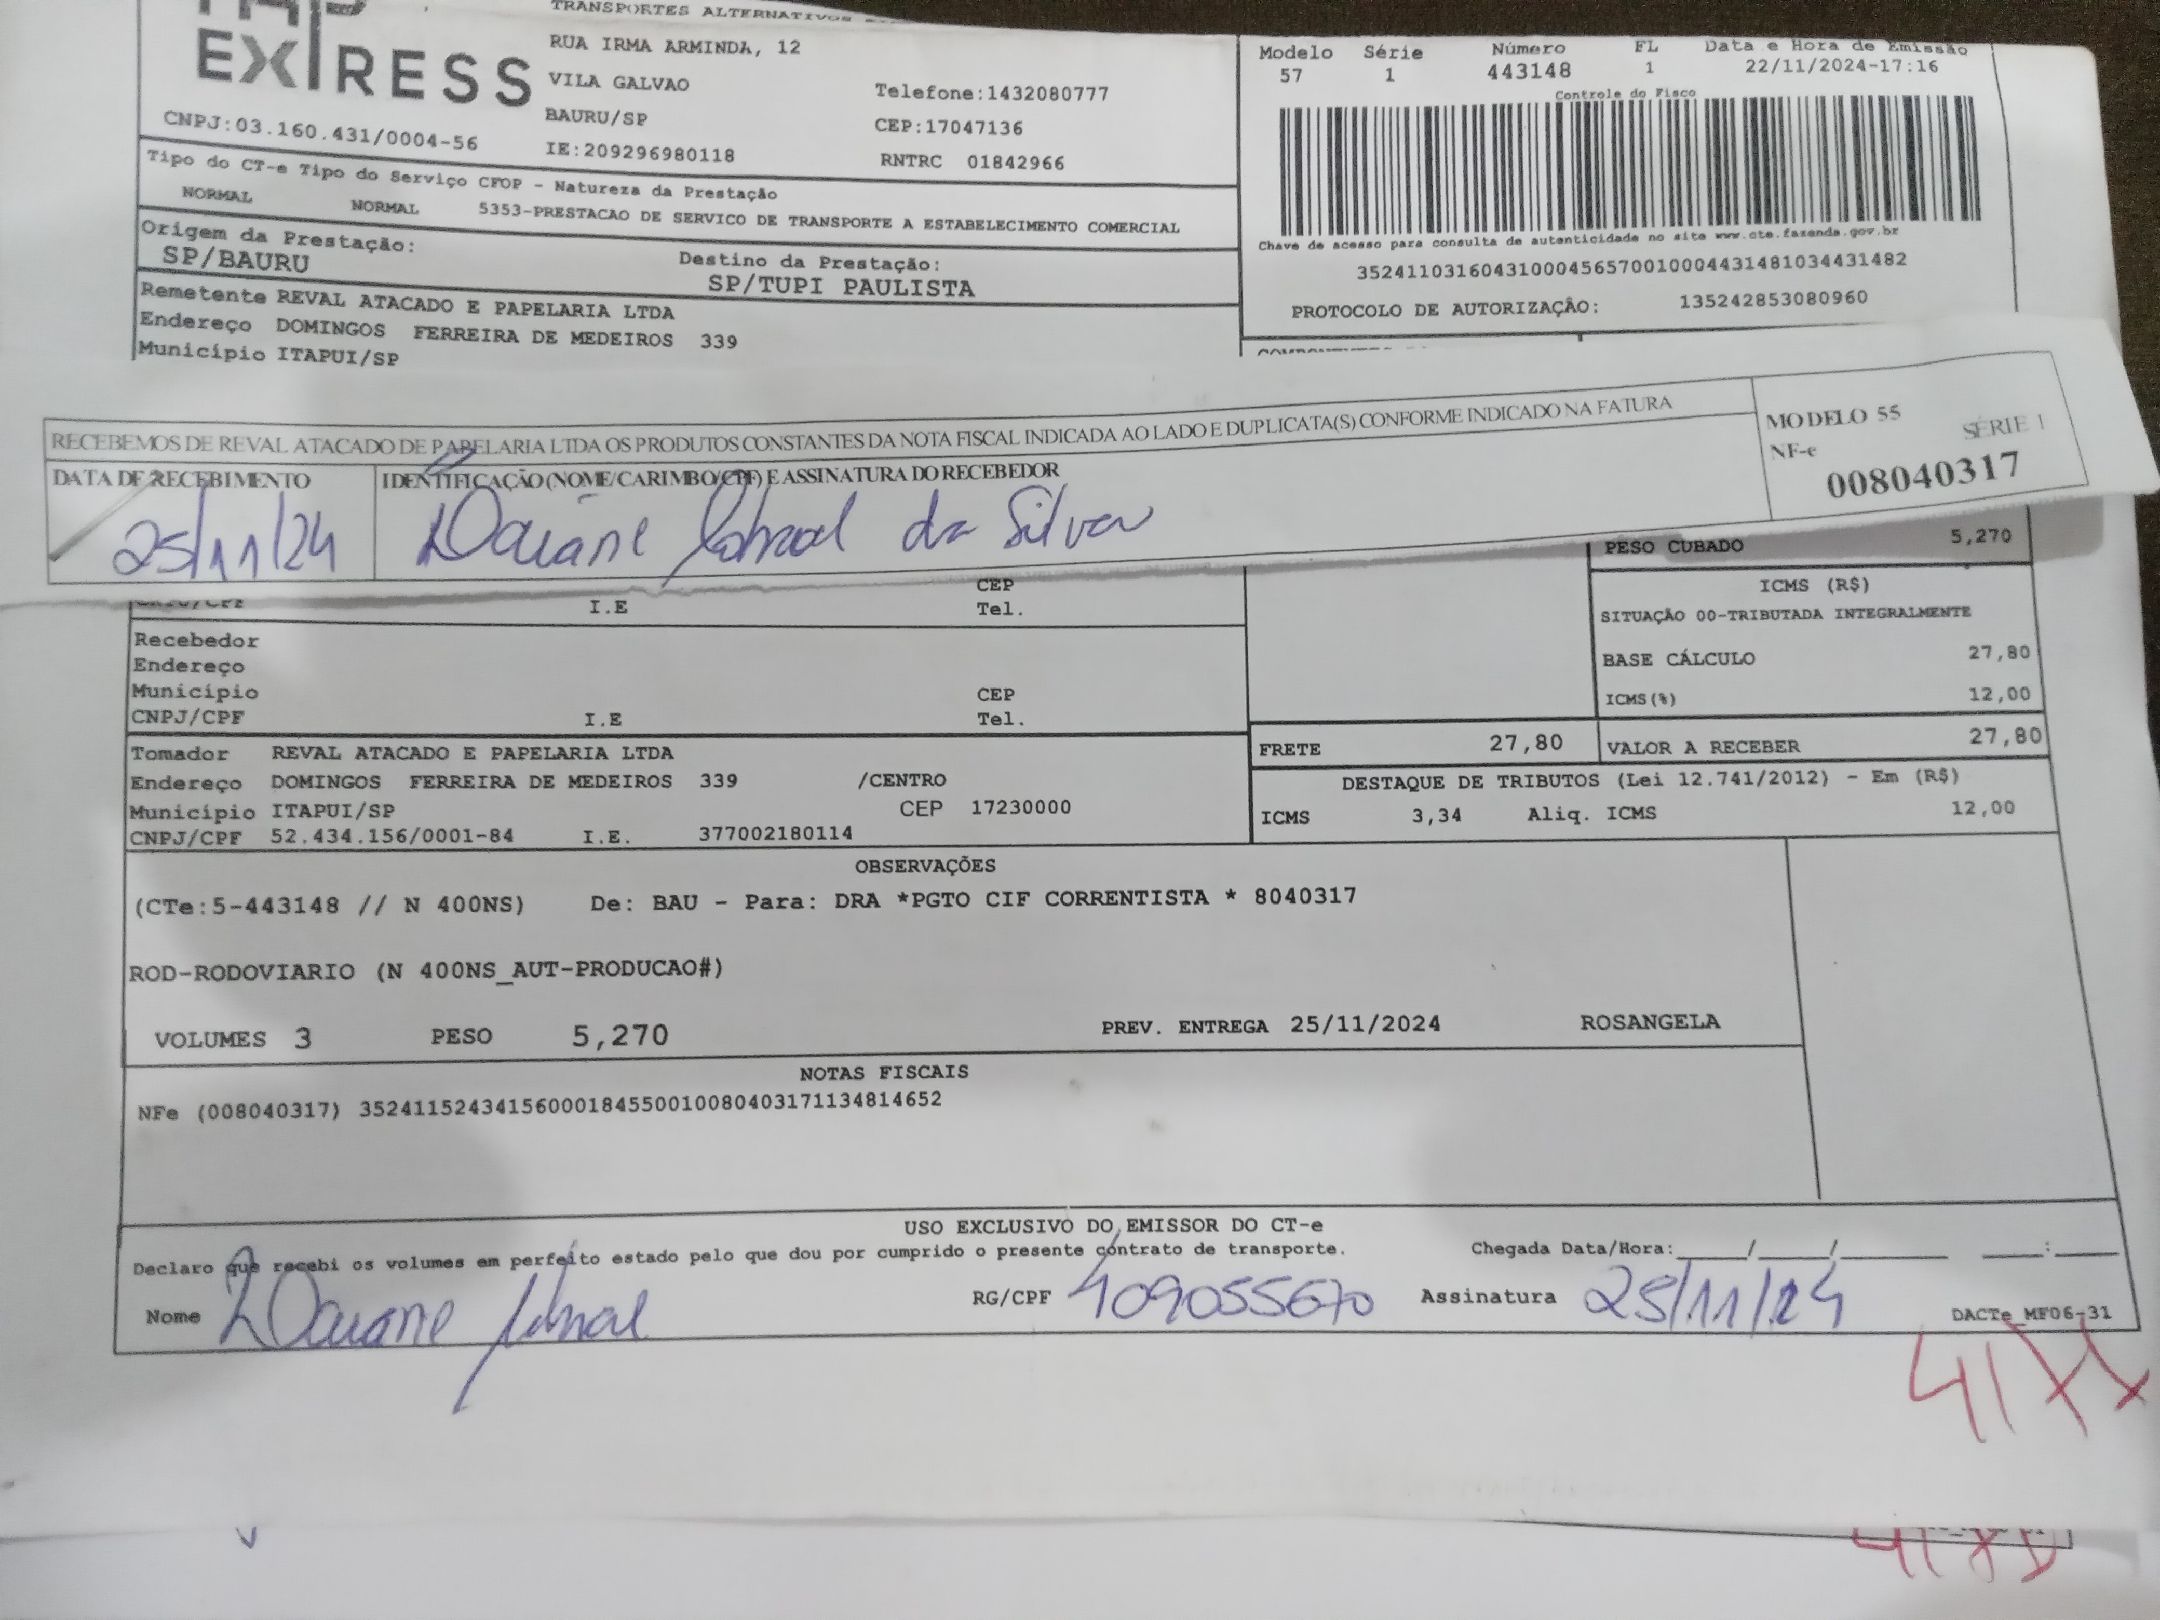 EXPRESS
TRANSPORTES ALTERNATIVOS
RUA IRMA ARMINDA, 12
VILA GALVAO
BAURU/SP
IE:209296980118
Telefone:1432080777
CEP:17047136
RNTRC 01842966
CNPJ:03.160.431/0004-56
Modelo Série Número FL Data e Hora de Emissão
57 1 443148 1 22/11/2024-17:16
Controle do Fisco
Chave de acesso para consulta de autenticidade no site www.cte.fazenda.gov.br
35241103160431000456570010004431481034431482
PROTOCOLO DE AUTORIZAÇÃO: 135242853080960
Tipo do CT-e Tipo do Serviço CFOP - Natureza da Prestação
NORMAL NORMAL 5353-PRESTACAO DE SERVICO DE TRANSPORTE A ESTABELECIMENTO COMERCIAL
Origem da Prestação: Destino da Prestação:
SP/BAURU SP/TUPI PAULISTA
Remetente REVAL ATACADO E PAPELARIA LTDA
Endereço DOMINGOS FERREIRA DE MEDEIROS 339
Município ITAPUI/SP
RECEBEMOS DE REVAL ATACADO DE PAPELARIA LTDA OS PRODUTOS CONSTANTES DA NOTA FISCAL INDICADA AO LADO E DUPLICATA(S) CONFORME INDICADO NA FATURA
MODELO 55 SÉRIE 1
NF-e
008040317
DATA DE RECEBIMENTO IDENTIFICAÇÃO (NOME/CARIMBO/CPF) E ASSINATURA DO RECEBEDOR
25/11/24 Daiane Cabral da Silva
PESO CUBADO 5,270
CNPJ/CPF I.E CEP
Tel.
Recebedor
Endereço
Município CEP
CNPJ/CPF I.E Tel.
ICMS (R$)
SITUAÇÃO 00-TRIBUTADA INTEGRALMENTE
BASE CÁLCULO 27,80
ICMS(%) 12,00
FRETE 27,80 VALOR A RECEBER 27,80
Tomador REVAL ATACADO E PAPELARIA LTDA
Endereço DOMINGOS FERREIRA DE MEDEIROS 339 /CENTRO
Município ITAPUI/SP CEP 17230000
CNPJ/CPF 52.434.156/0001-84 I.E. 377002180114
DESTAQUE DE TRIBUTOS (Lei 12.741/2012) - Em (R$)
ICMS 3,34 Aliq. ICMS 12,00
OBSERVAÇÕES
(CTe:5-443148 // N 400NS) De: BAU - Para: DRA *PGTO CIF CORRENTISTA * 8040317
ROD-RODOVIARIO (N 400NS_AUT-PRODUCAO#)
VOLUMES 3 PESO 5,270 PREV. ENTREGA 25/11/2024 ROSANGELA
NOTAS FISCAIS
NFe (008040317) 35241152434156000184550010080403171134814652
USO EXCLUSIVO DO EMISSOR DO CT-e
Declaro que recebi os volumes em perfeito estado pelo que dou por cumprido o presente contrato de transporte. Chegada Data/Hora:____/____/______ ___:____
Nome Daiane Cabral RG/CPF 409055670 Assinatura 25/11/24
DACTe_MF06-31